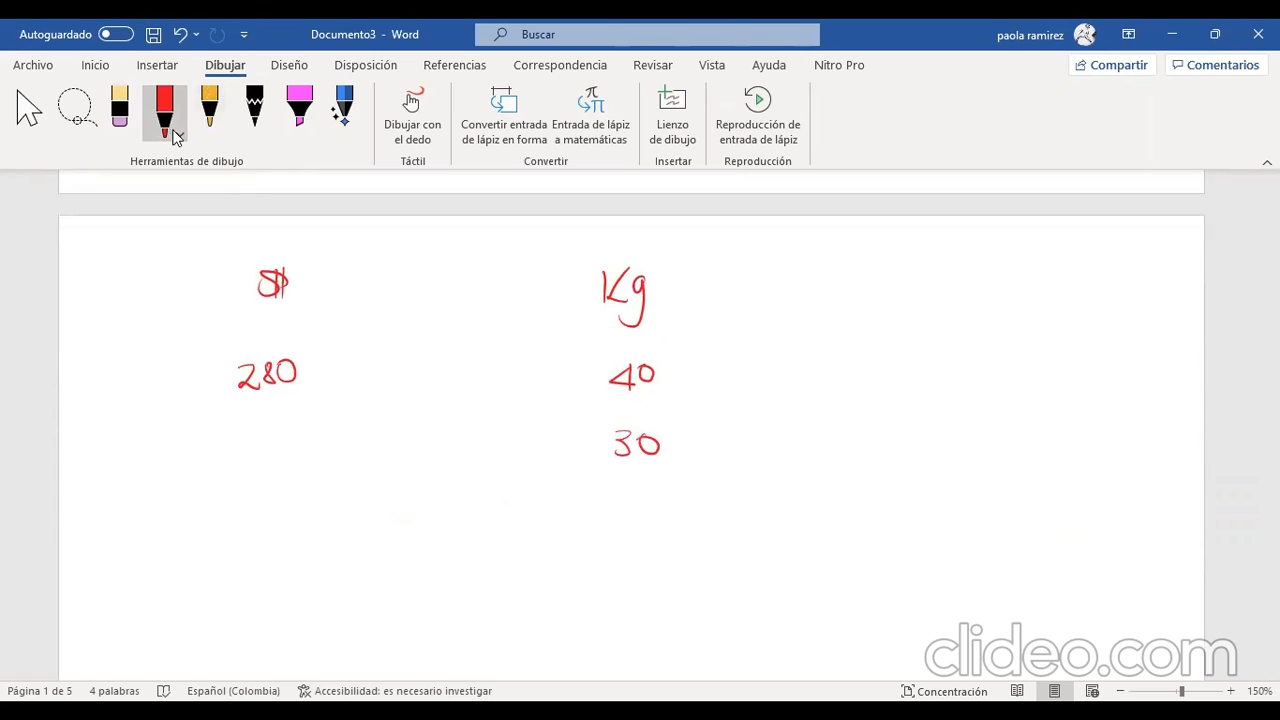 Autoguardado Documento3 - Word Buscar paola ramirez
Archivo Inicio Insertar Dibujar Diseño Disposición Referencias Correspondencia Revisar Vista Ayuda Nitro Pro Compartir Comentarios
Dibujar con el dedo
Convertir entrada de lápiz en forma
Entrada de lápiz a matemáticas
Lienzo de dibujo
Reproducción de entrada de lápiz
Herramientas de dibujo Táctil Convertir Insertar Reproducción
$ Kg
280 40
30
clideo.com
Página 1 de 5 4 palabras Español (Colombia) Accesibilidad: es necesario investigar Concentración 150%